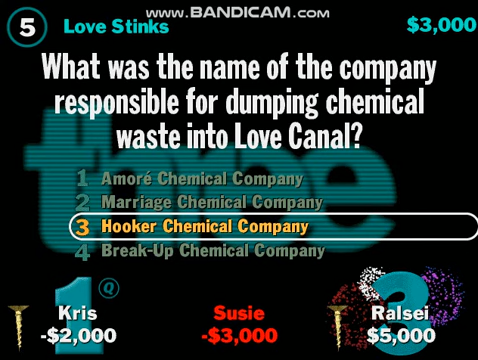 www.BANDICAM.com
5 Love Stinks $3,000
What was the name of the company
responsible for dumping chemical
waste into Love Canal?
three
1 Amoré Chemical Company
2 Marriage Chemical Company
3 Hooker Chemical Company
4 Break-Up Chemical Company
1 Q 3
Kris Susie Ralsei
-$2,000 -$3,000 $5,000